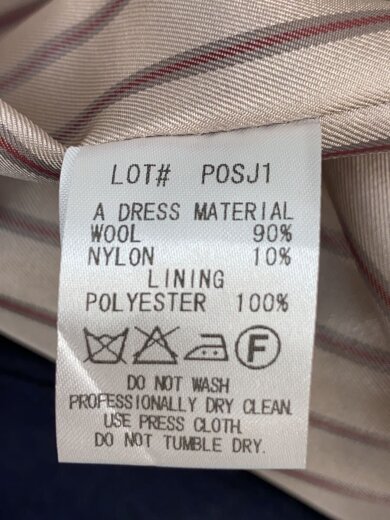 LOT# POSJ1
A DRESS MATERIAL
WOOL 90%
NYLON 10%
LINING
POLYESTER 100%
F
DO NOT WASH
PROFESSIONALLY DRY CLEAN.
USE PRESS CLOTH.
DO NOT TUMBLE DRY.